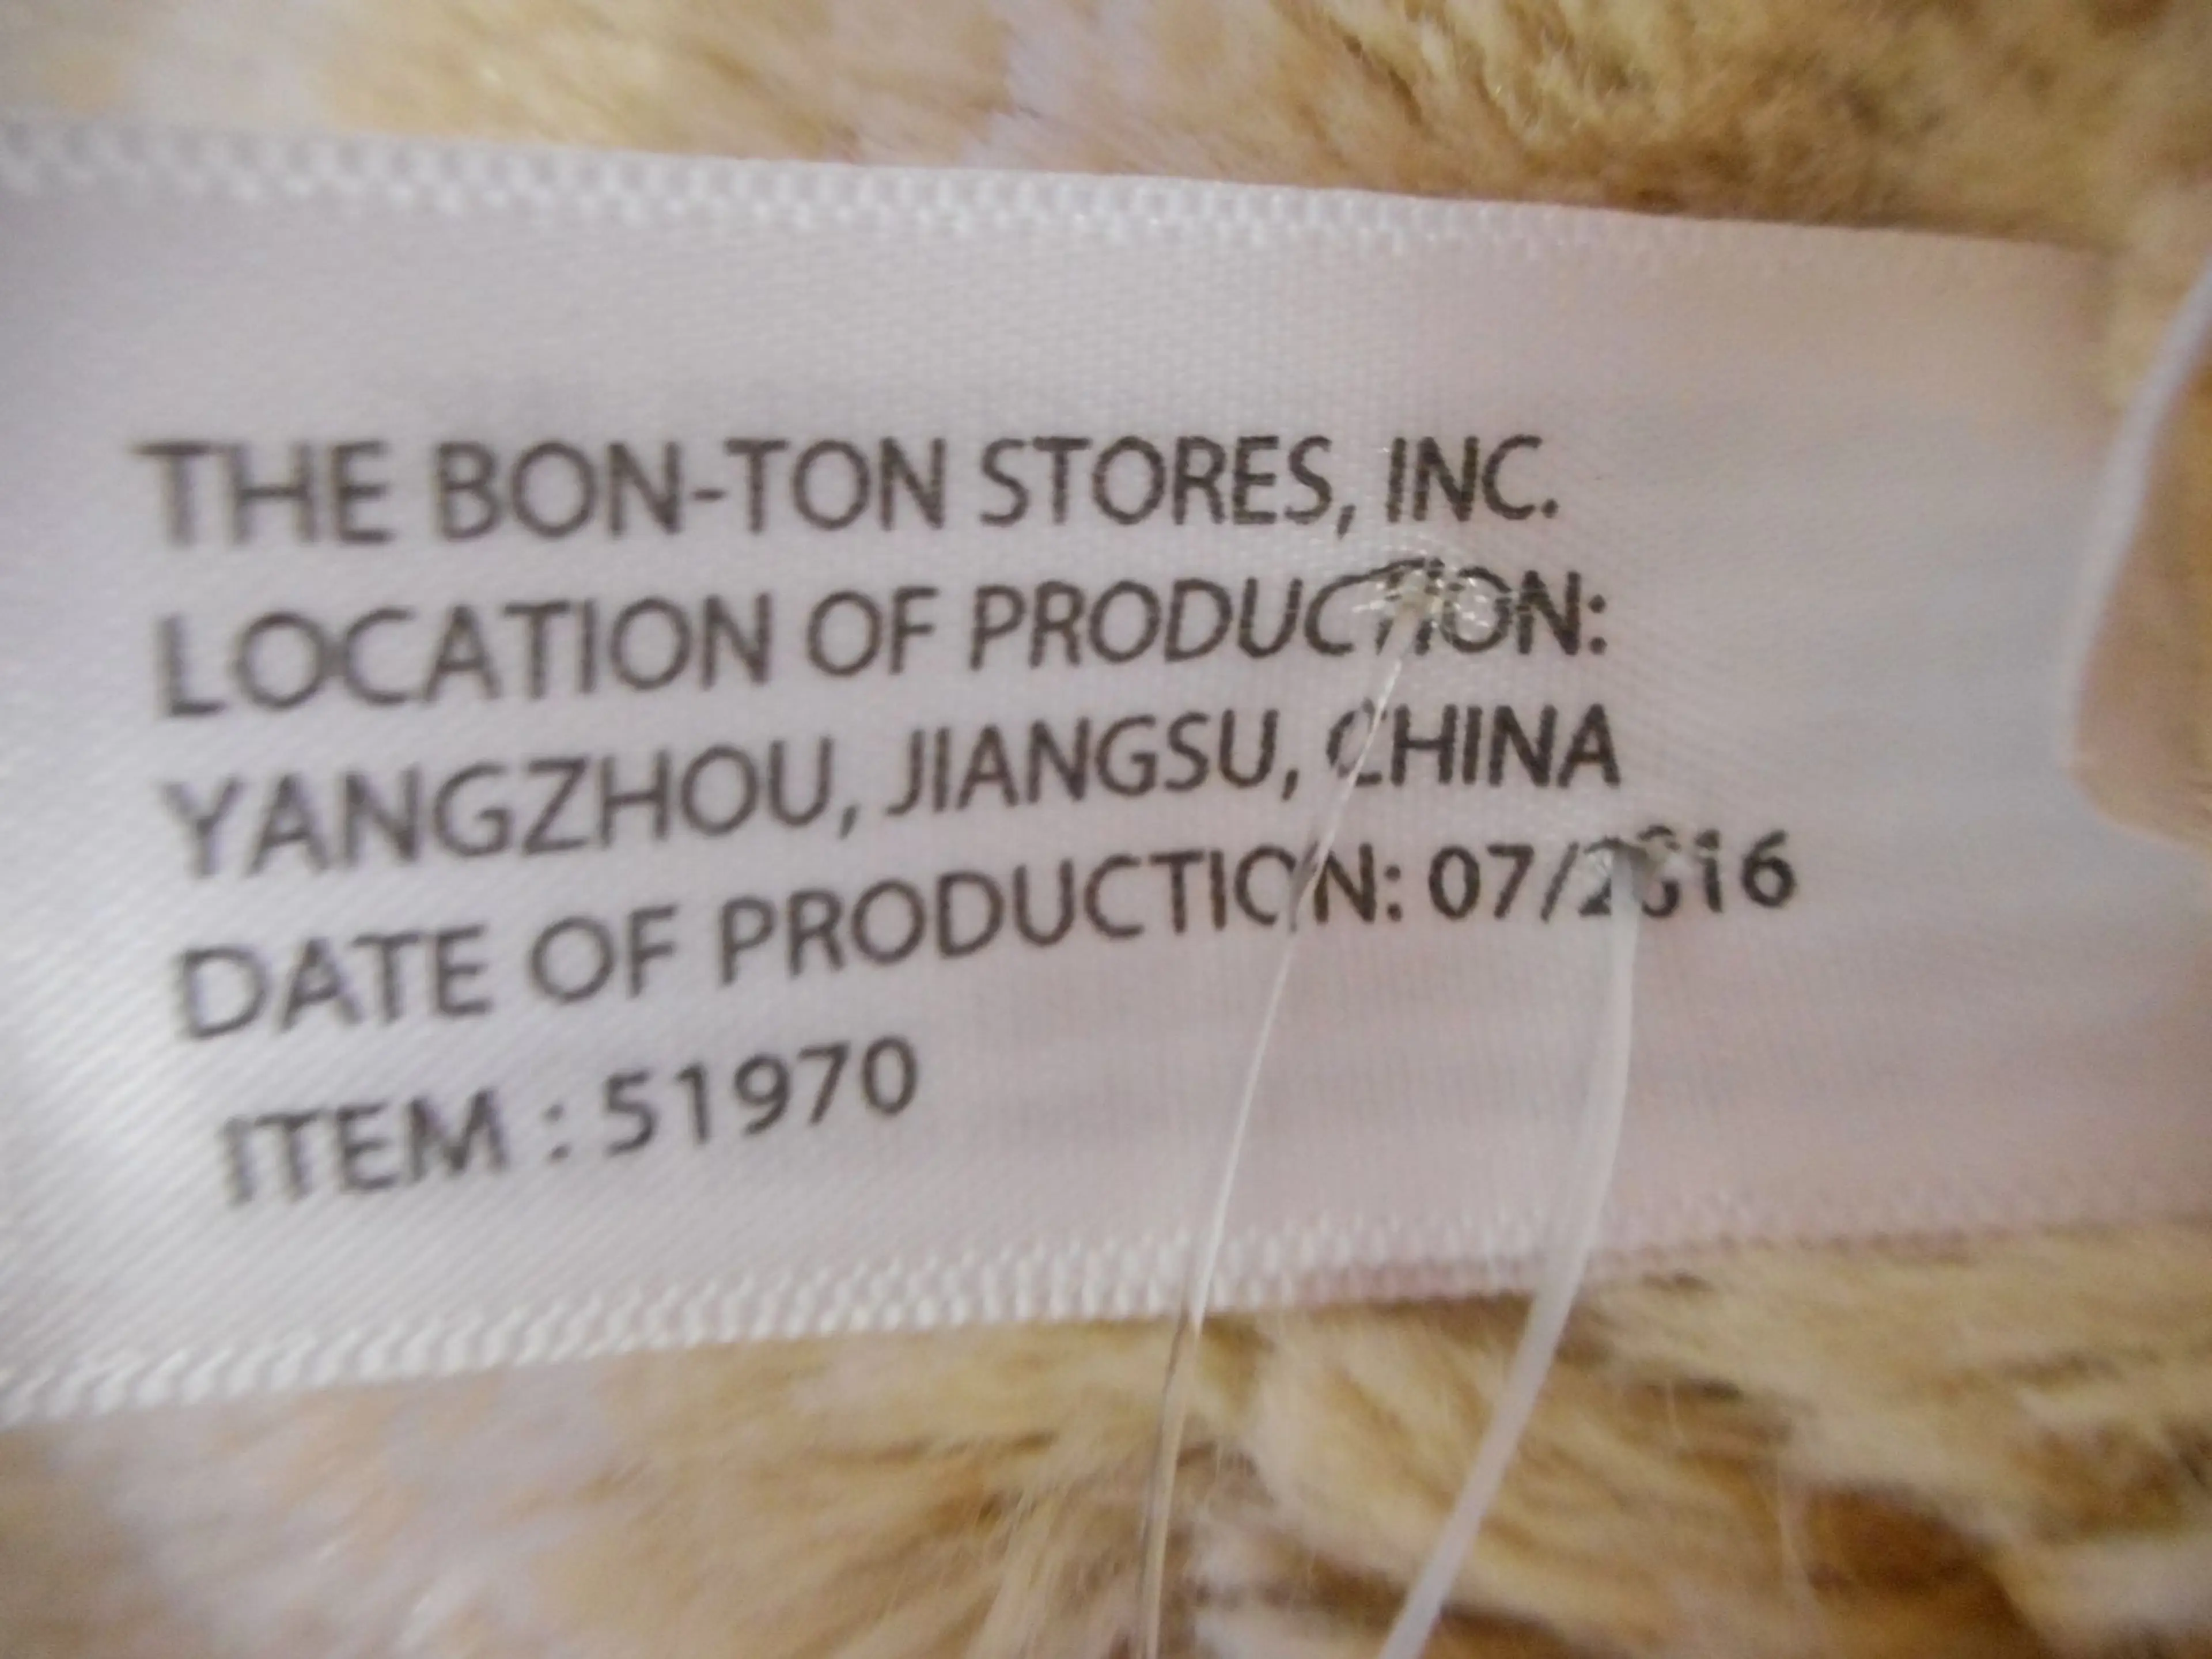 THE BON-TON STORES, INC.
LOCATION OF PRODUCTION:
YANGZHOU, JIANGSU, CHINA
DATE OF PRODUCTION: 07/2016
ITEM : 51970